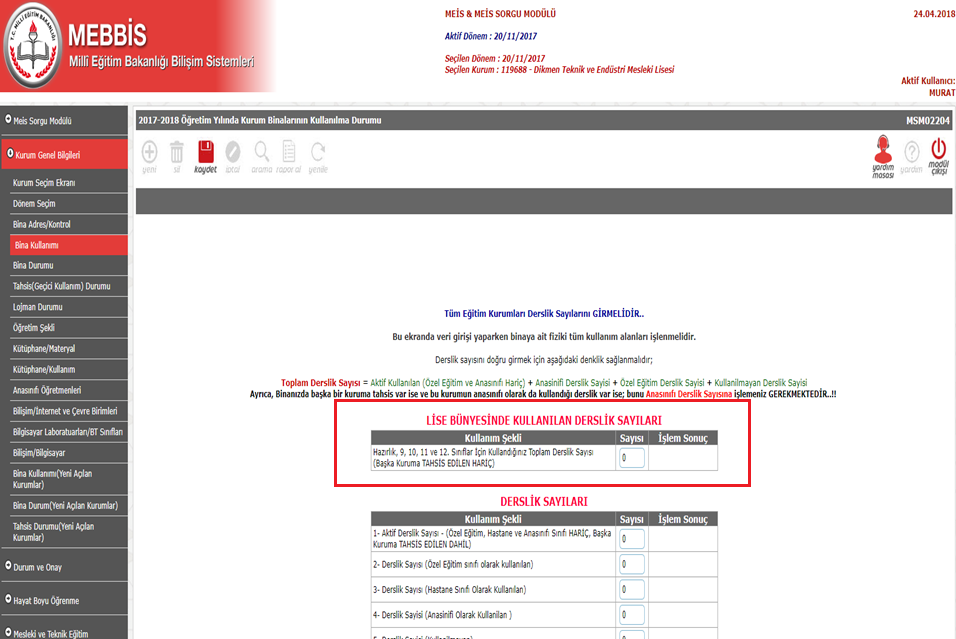 T.C. MİLLÎ EĞİTİM BAKANLIĞI
MEBBİS
Millî Eğitim Bakanlığı Bilişim Sistemleri
MEİS & MEİS SORGU MODÜLÜ
24.04.2018
Aktif Dönem : 20/11/2017
Seçilen Dönem : 20/11/2017
Seçilen Kurum : 119688 - Dikmen Teknik ve Endüstri Mesleki Lisesi
Aktif Kullanıcı:
MURAT
Meis Sorgu Modülü
Kurum Genel Bilgileri
Kurum Seçim Ekranı
Dönem Seçim
Bina Adres/Kontrol
Bina Kullanımı
Bina Durumu
Tahsis(Geçici Kullanım) Durumu
Lojman Durumu
Öğretim Şekli
Kütüphane/Materyal
Kütüphane/Kullanım
Anasınıfı Öğretmenleri
Bilişim/İnternet ve Çevre Birimleri
Bilgisayar Laboratuarları/BT Sınıfları
Bilişim/Bilgisayar
Bina Kullanımı(Yeni Açılan
Kurumlar)
Bina Durum(Yeni Açılan Kurumlar)
Tahsis Durumu(Yeni Açılan
Kurumlar)
Durum ve Onay
Hayat Boyu Öğrenme
Mesleki ve Teknik Eğitim
2017-2018 Öğretim Yılında Kurum Binalarının Kullanılma Durumu
MSM02204
yeni sil kaydet iptal arama rapor al yenile
yardım masası yardım modül çıkışı
Tüm Eğitim Kurumları Derslik Sayılarını GİRMELİDİR..
Bu ekranda veri girişi yaparken binaya ait fiziki tüm kullanım alanları işlenmelidir.
Derslik sayısını doğru girmek için aşağıdaki denklik sağlanmalıdır;
Toplam Derslik Sayısı = Aktif Kullanılan (Özel Eğitim ve Anasınıfı Hariç) + Anasinifi Derslik Sayisi + Özel Eğitim Derslik Sayisi + Kullanilmayan Derslik Sayisi
Ayrıca, Binanızda başka bir kuruma tahsis var ise ve bu kurumun anasınıfı olarak da kullandığı derslik var ise; bunu Anasınıfı Derslik Sayısına işlemeniz GEREKMEKTEDİR..!!
LİSE BÜNYESİNDE KULLANILAN DERSLİK SAYILARI
Kullanım Şekli Sayısı İşlem Sonuç
Hazırlık, 9, 10, 11 ve 12. Sınıflar İçin Kullandığınız Toplam Derslik Sayısı
(Başka Kuruma TAHSİS EDİLEN HARİÇ)
0
DERSLİK SAYILARI
Kullanım Şekli Sayısı İşlem Sonuç
1- Aktif Derslik Sayısı - (Özel Eğitim, Hastane ve Anasınıfı Sınıfı HARİÇ, Başka
Kuruma TAHSİS EDİLEN DAHİL)
0
2- Derslik Sayısı (Özel Eğitim sınıfı olarak kullanılan) 0
3- Derslik Sayısı (Hastane Sınıfı Olarak Kullanılan) 0
4- Derslik Sayisi (Anasinifi Olarak Kullanilan ) 0
5- Derslik Sayisi (Kullanilmayan) 0